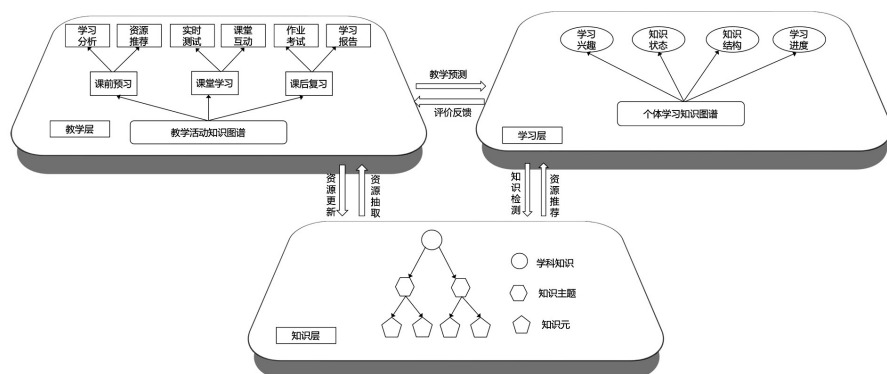 学习
分析
资源
推荐
实时
测试
课堂
互动
作业
考试
学习
报告
课前预习
课堂学习
课后复习
教学层
教学活动知识图谱
教学预测
评价反馈
学习
兴趣
知识
状态
知识
结构
学习
进度
个体学习知识图谱
学习层
资源更新
资源抽取
知识检测
资源推荐
学科知识
知识主题
知识元
知识层